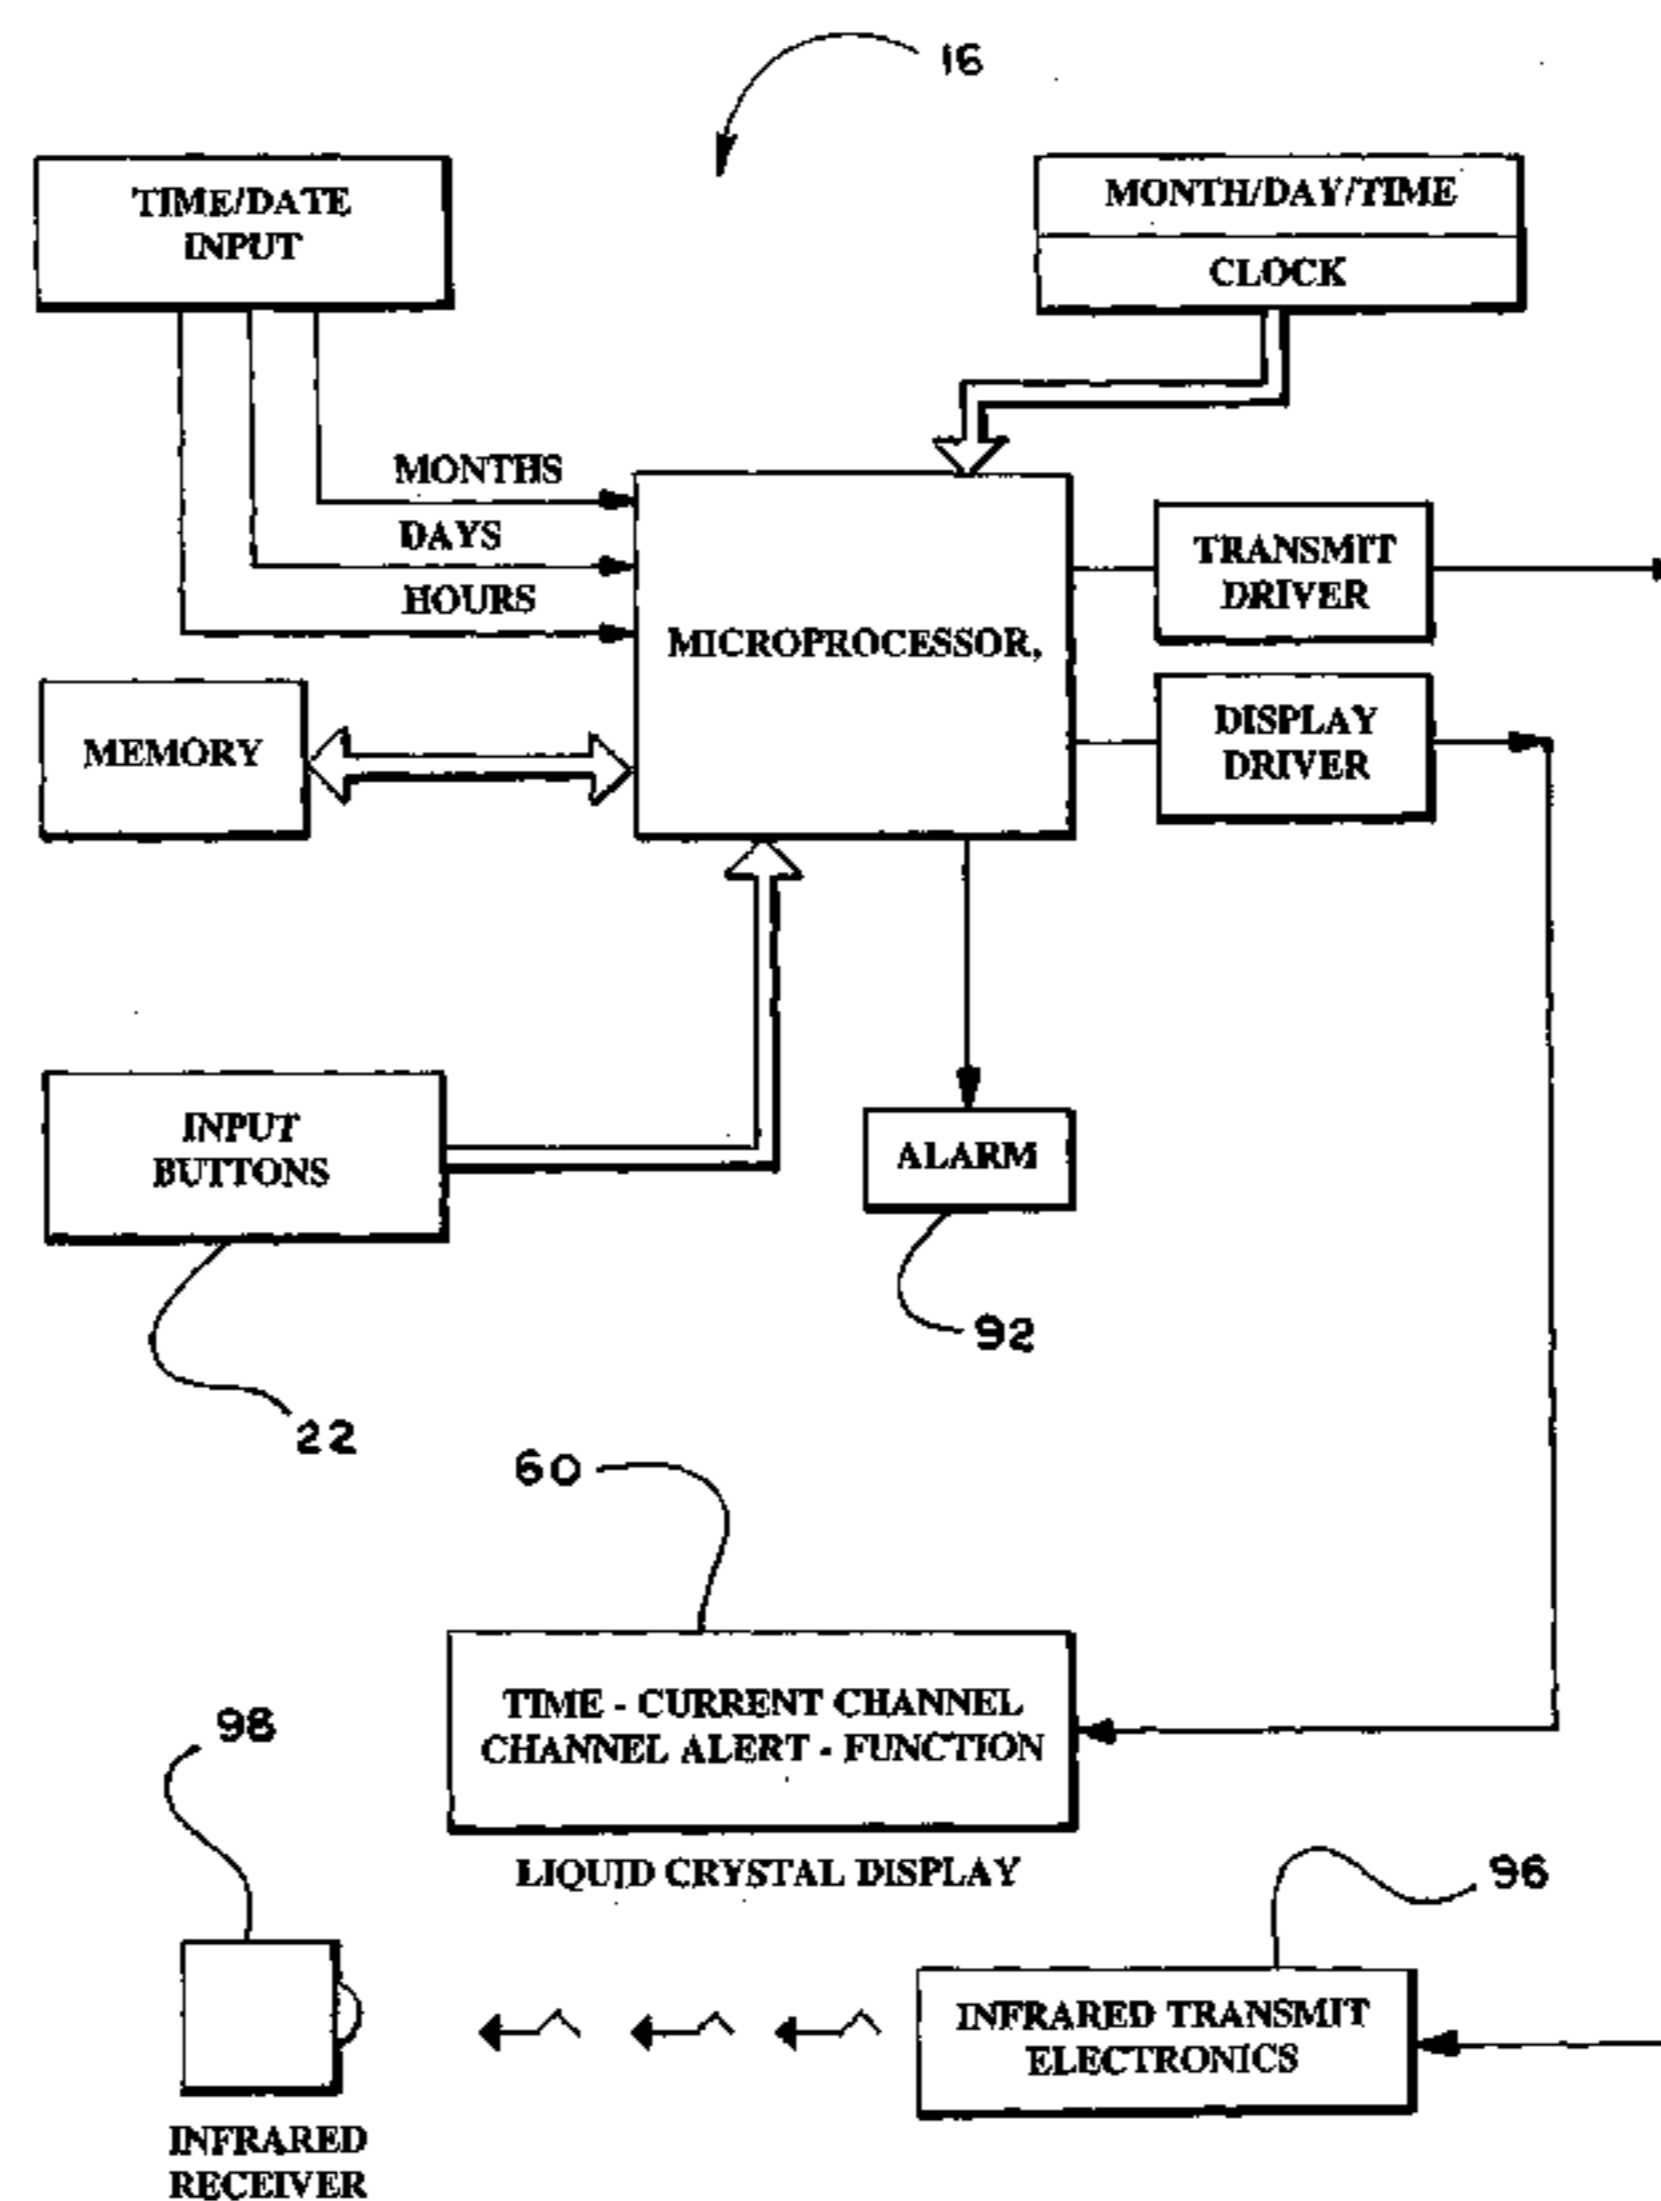 16
TIME/DATE
INPUT
MONTH/DAY/TIME
CLOCK
MONTHS
DAYS
HOURS
MICROPROCESSOR,
TRANSMIT
DRIVER
MEMORY
DISPLAY
DRIVER
INPUT
BUTTONS
ALARM
92
22
60
TIME - CURRENT CHANNEL
CHANNEL ALERT - FUNCTION
LIQUID CRYSTAL DISPLAY
98
96
INFRARED TRANSMIT
ELECTRONICS
INFRARED
RECEIVER